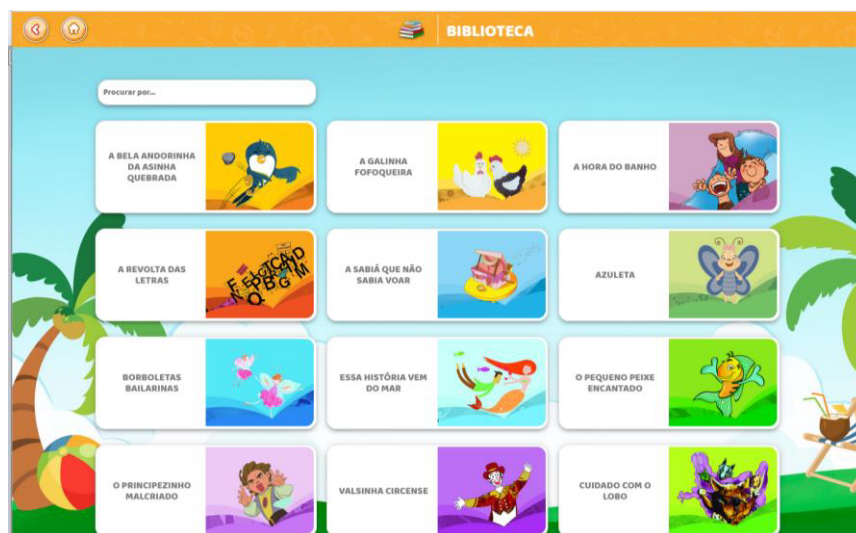 BIBLIOTECA
Procurar por...
A BELA ANDORINHA
DA ASINHA
QUEBRADA
A GALINHA
FOFOQUEIRA
A HORA DO BANHO
A REVOLTA DAS
LETRAS
A SABIÁ QUE NÃO
SABIA VOAR
AZULETA
BORBOLETAS
BAILARINAS
ESSA HISTÓRIA VEM
DO MAR
O PEQUENO PEIXE
ENCANTADO
O PRINCIPEZINHO
MALCRIADO
VALSINHA CIRCENSE
CUIDADO COM O
LOBO